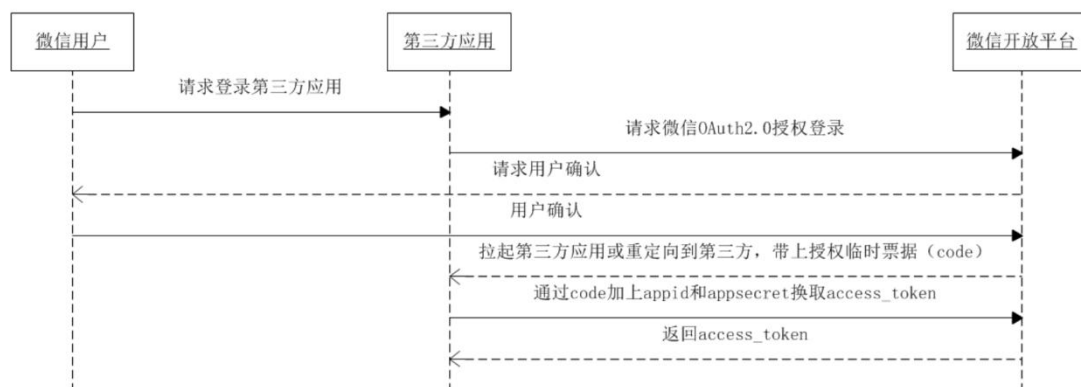 微信用户
第三方应用
微信开放平台
请求登录第三方应用
请求微信OAuth2.0授权登录
请求用户确认
用户确认
拉起第三方应用或重定向到第三方，带上授权临时票据（code）
通过code加上appid和appsecret换取access_token
返回access_token